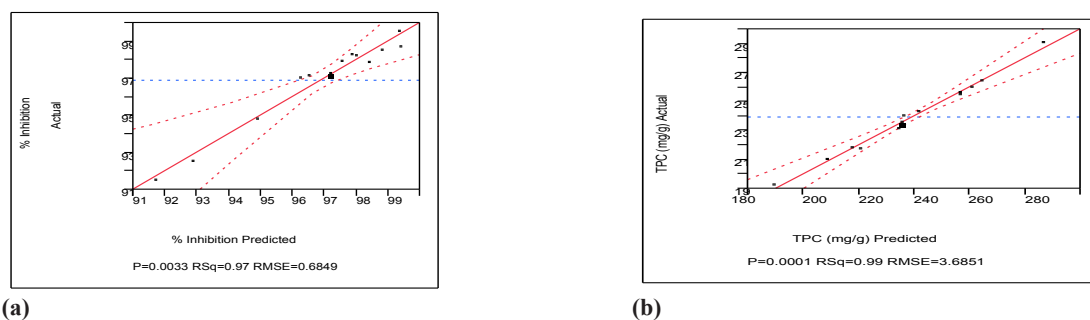 % Inhibition
Actual
99
97
95
93
91
91 92 93 94 95 96 97 98 99
% Inhibition Predicted
P=0.0033 RSq=0.97 RMSE=0.6849
(a)
TPC (mg/g) Actual
29
27
25
23
21
19
180 200 220 240 260 280
TPC (mg/g) Predicted
P=0.0001 RSq=0.99 RMSE=3.6851
(b)